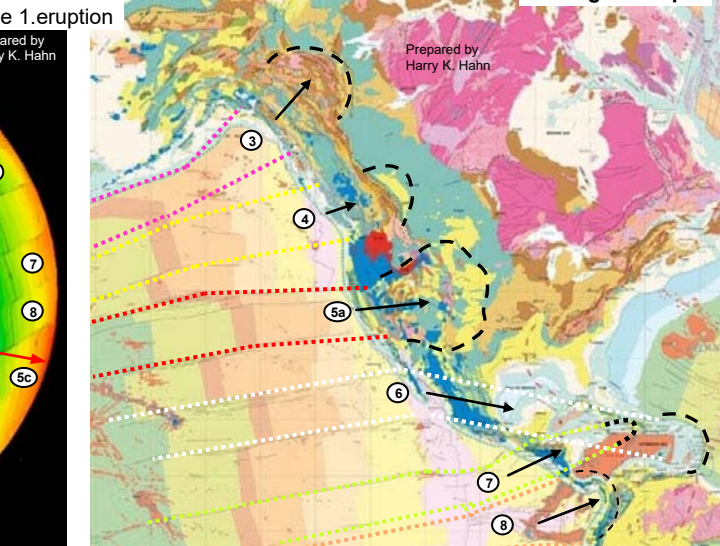 e 1.eruption
ared by
y K. Hahn
Prepared by
Harry K. Hahn
3
4
7
8
5a
5c
6
7
8